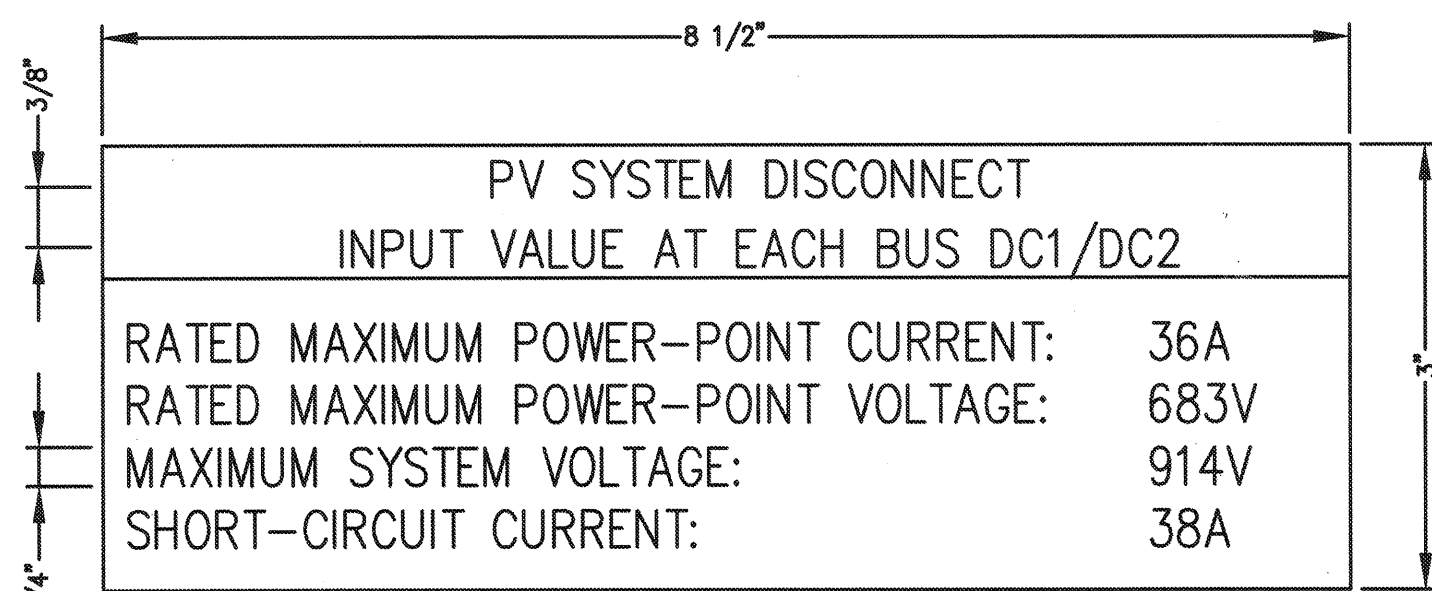 8 1/2"
3/8"
PV SYSTEM DISCONNECT
INPUT VALUE AT EACH BUS DC1/DC2
RATED MAXIMUM POWER-POINT CURRENT: 36A
RATED MAXIMUM POWER-POINT VOLTAGE: 683V
MAXIMUM SYSTEM VOLTAGE: 914V
SHORT-CIRCUIT CURRENT: 38A
3"